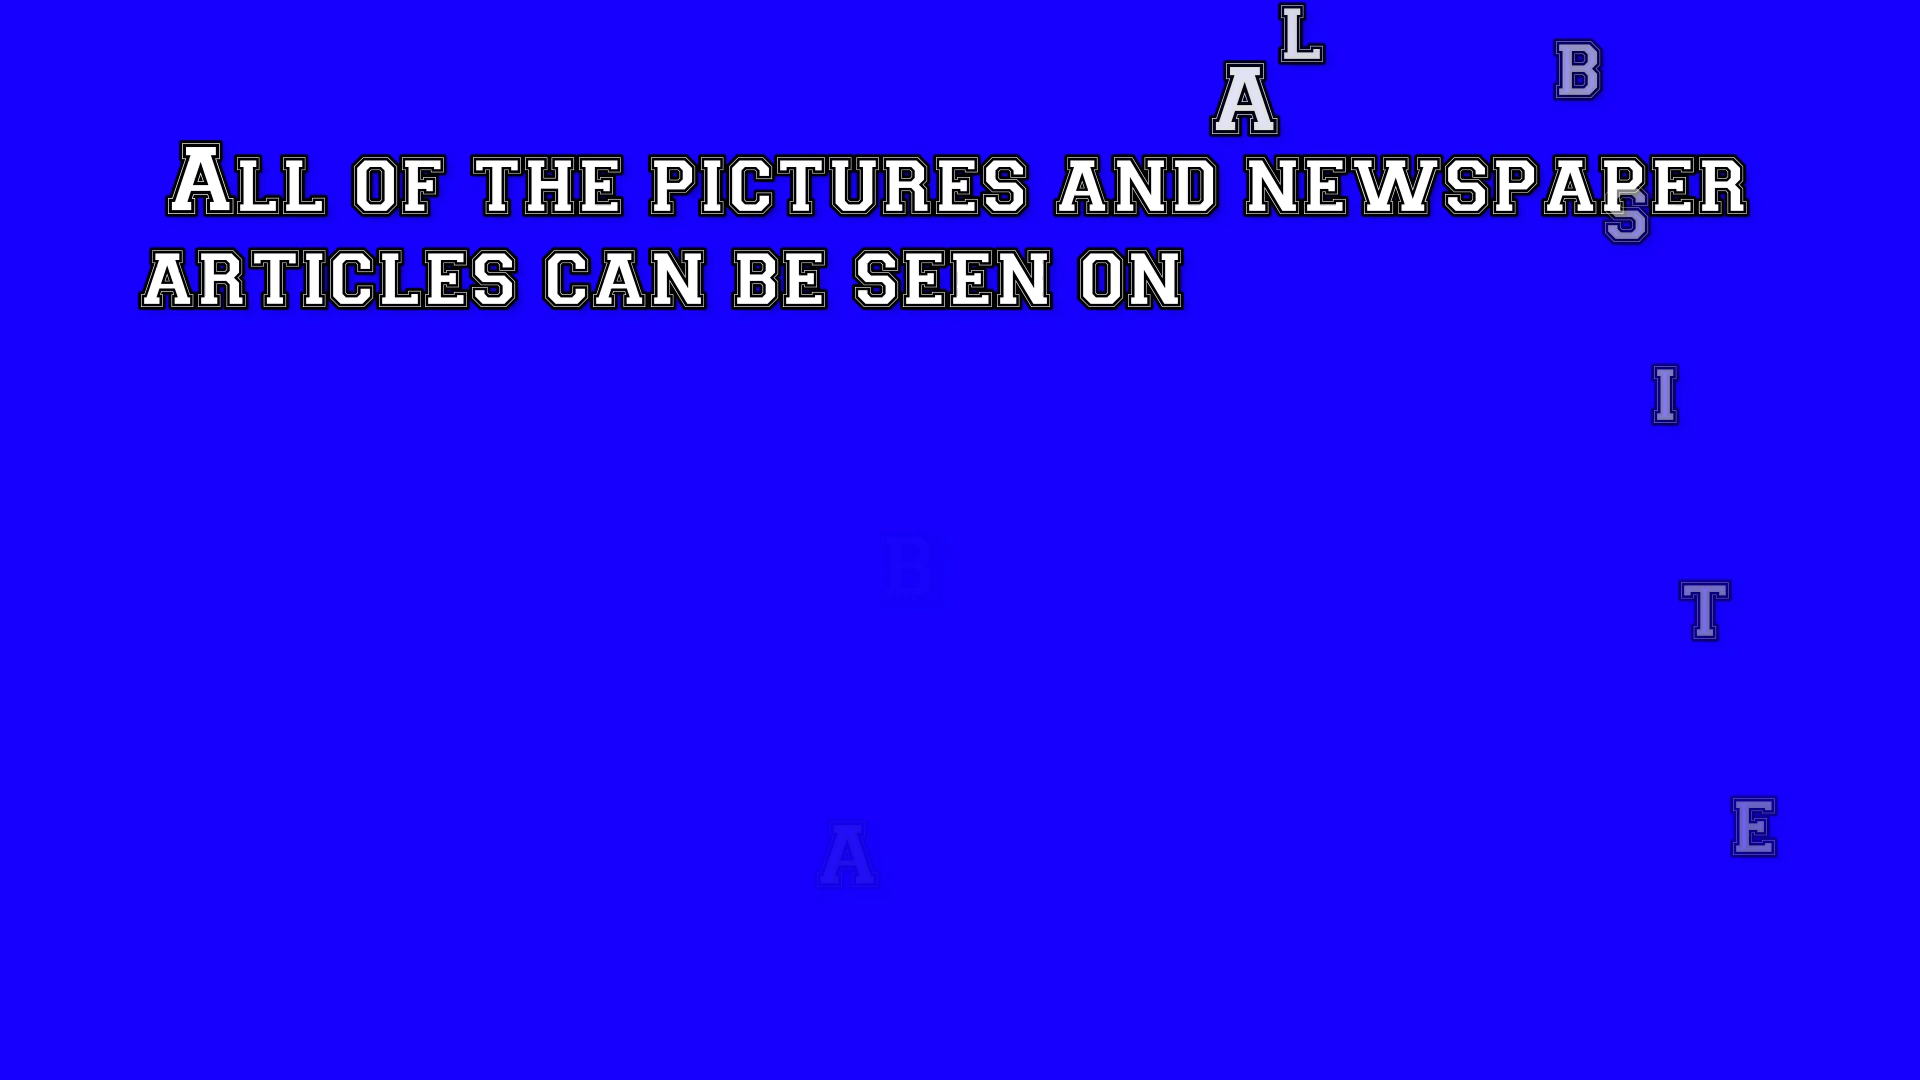 All of the pictures and newspaper
articles can be seen on
A
L
B
S
I
T
E
B
A